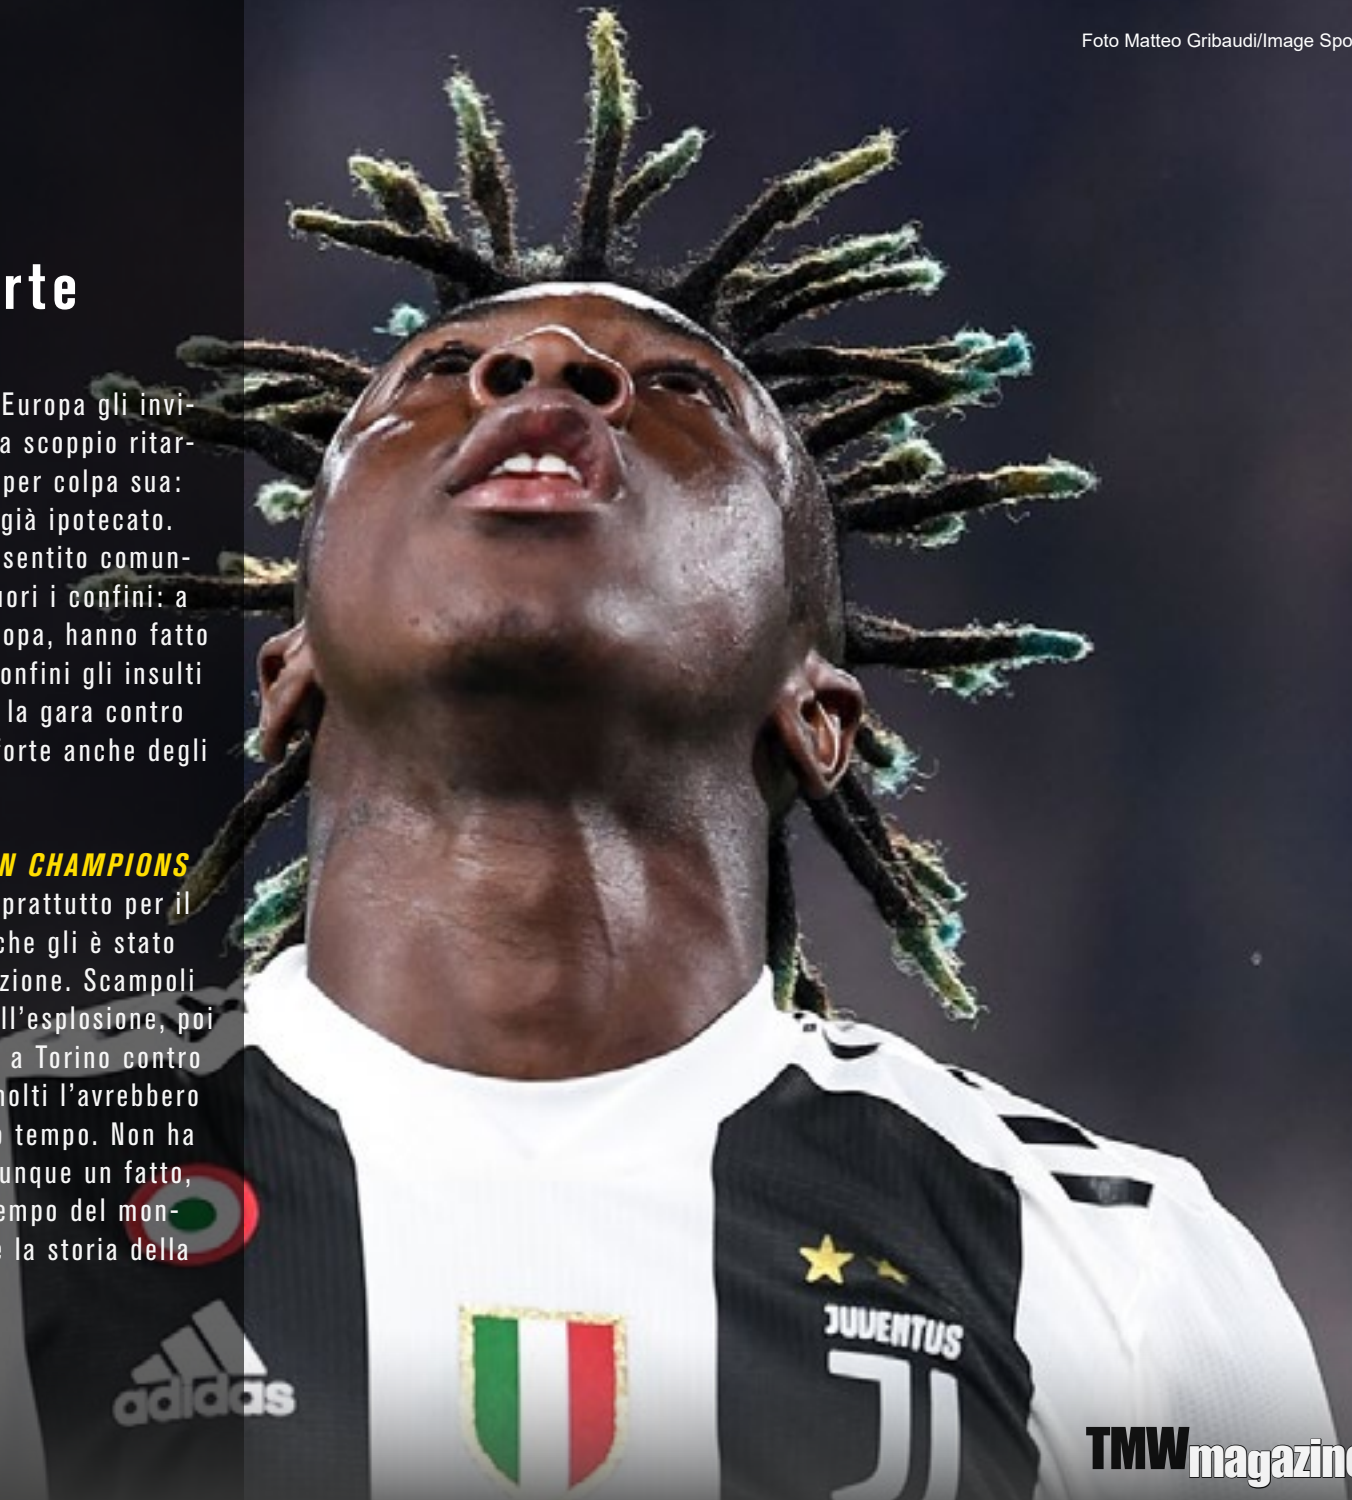 Foto Matteo Gribaudi/Image Spo
rte
Europa gli invi-
a scoppio ritar-
per colpa sua:
già ipotecato.
sentito comun-
uori i confini: a
opa, hanno fatto
onfini gli insulti
la gara contro
forte anche degli
N CHAMPIONS
prattutto per il
che gli è stato
zione. Scampoli
ll'esplosione, poi
a Torino contro
molti l'avrebbero
o tempo. Non ha
unque un fatto,
empo del mon-
e la storia della
adidas
JUVENTUS
TMWmagazine